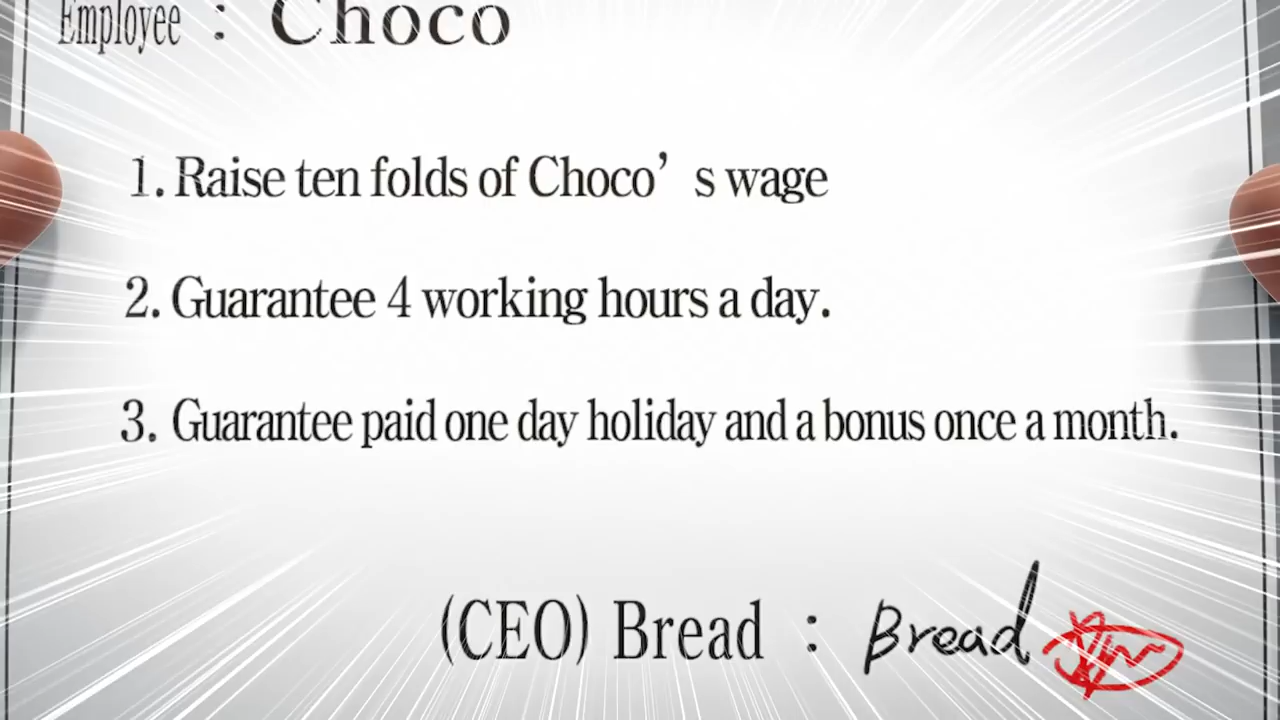 Employee : Choco
1. Raise ten folds of Choco’s wage
2. Guarantee 4 working hours a day.
3. Guarantee paid one day holiday and a bonus once a month.
(CEO) Bread : Bread